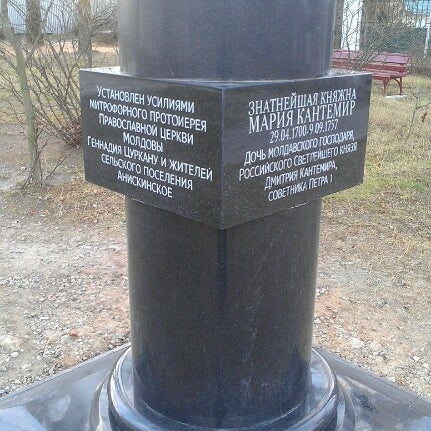 УСТАНОВЛЕН УСИЛИЯМИ
МИТРОФОРНОГО ПРОТОИЕРЕЯ
ПРАВОСЛАВНОЙ ЦЕРКВИ
МОЛДОВЫ
ГЕННАДИЯ ЦУРКАНУ И ЖИТЕЛЕЙ
СЕЛЬСКОГО ПОСЕЛЕНИЯ
АНИСКИНСКОЕ
ЗНАТНЕЙШАЯ КНЯЖНА
МАРИЯ КАНТЕМИР
29.04.1700-9.09.1757
ДОЧЬ МОЛДАВСКОГО ГОСПОДАРЯ,
РОССИЙСКОГО СВЕТЛЕЙШЕГО КНЯЗЯ
ДМИТРИЯ КАНТЕМИРА,
СОВЕТНИКА ПЕТРА I